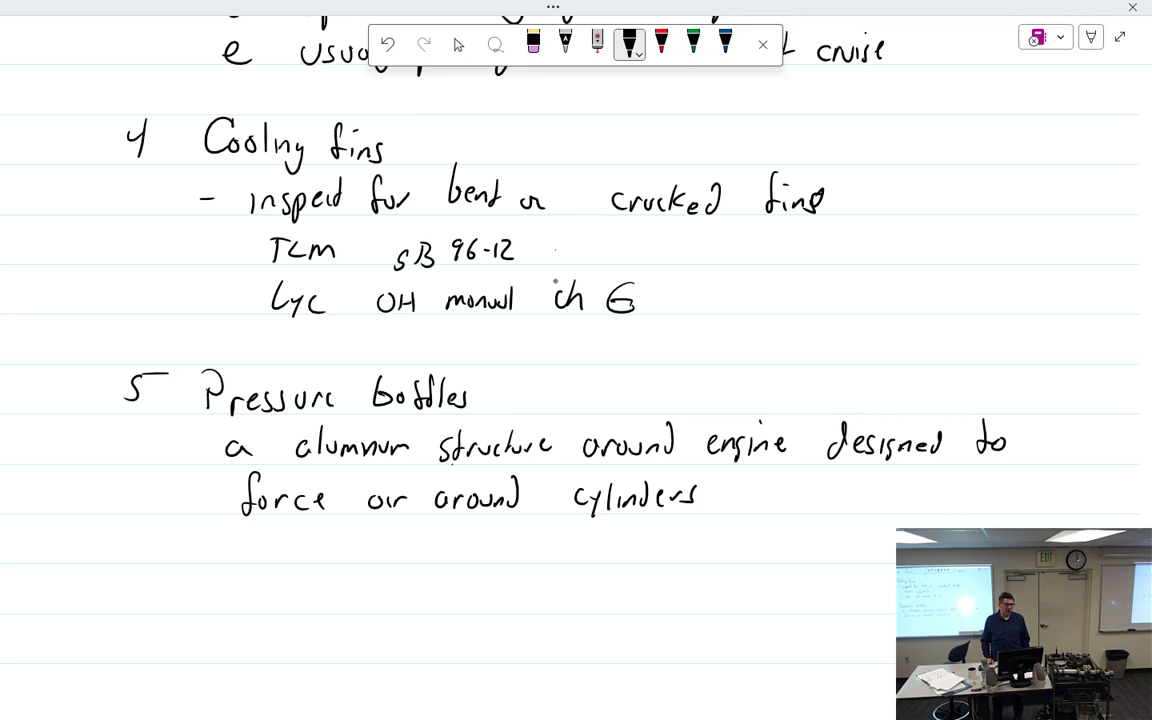 e usua cruise
4 Cooling fins
- inspect for bent or cracked fins
TCM SB 96-12
Lyc OH manual ch 6
5 Pressure baffles
a aluminum structure around engine designed to
force air around cylinders
EXIT